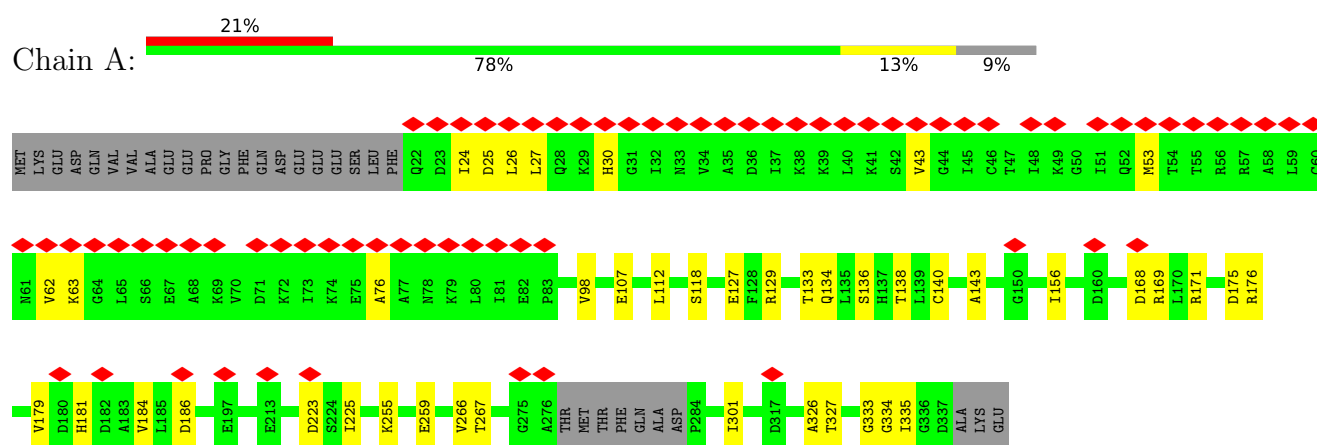 21%
Chain A:
78% 13% 9%
MET LYS GLU ASP GLN VAL VAL ALA GLU GLU PRO GLY PHE GLN ASP GLU GLU GLU SER LEU PHE Q22 D23 I24 D25 L26 L27 Q28 K29 H30 G31 I32 N33 V34 A35 D36 I37 K38 K39 L40 K41 S42 V43 G44 I45 C46 T47 I48 K49 G50 I51 Q52 M53 T54 T55 R56 R57 A58 L59
N61 V62 K63 G64 L65 S66 E67 A68 K69 V70 D71 K72 I73 K74 E75 A76 A77 N78 K79 L80 I81 E82 P83 V98 E107 L112 S118 E127 F128 R129 T133 Q134 L135 S136 H137 T138 L139 C140 A143 G150 I156 D160 D168 R169 L170 R171 D175 R176
V179 D180 H181 D182 A183 V184 L185 D186 E197 E213 D223 S224 I225 K255 E259 V266 T267 G275 A276 THR MET THR PHE GLN ALA ASP P284 I301 D317 A326 T327 G333 G334 I335 G336 D337 ALA LYS GLU